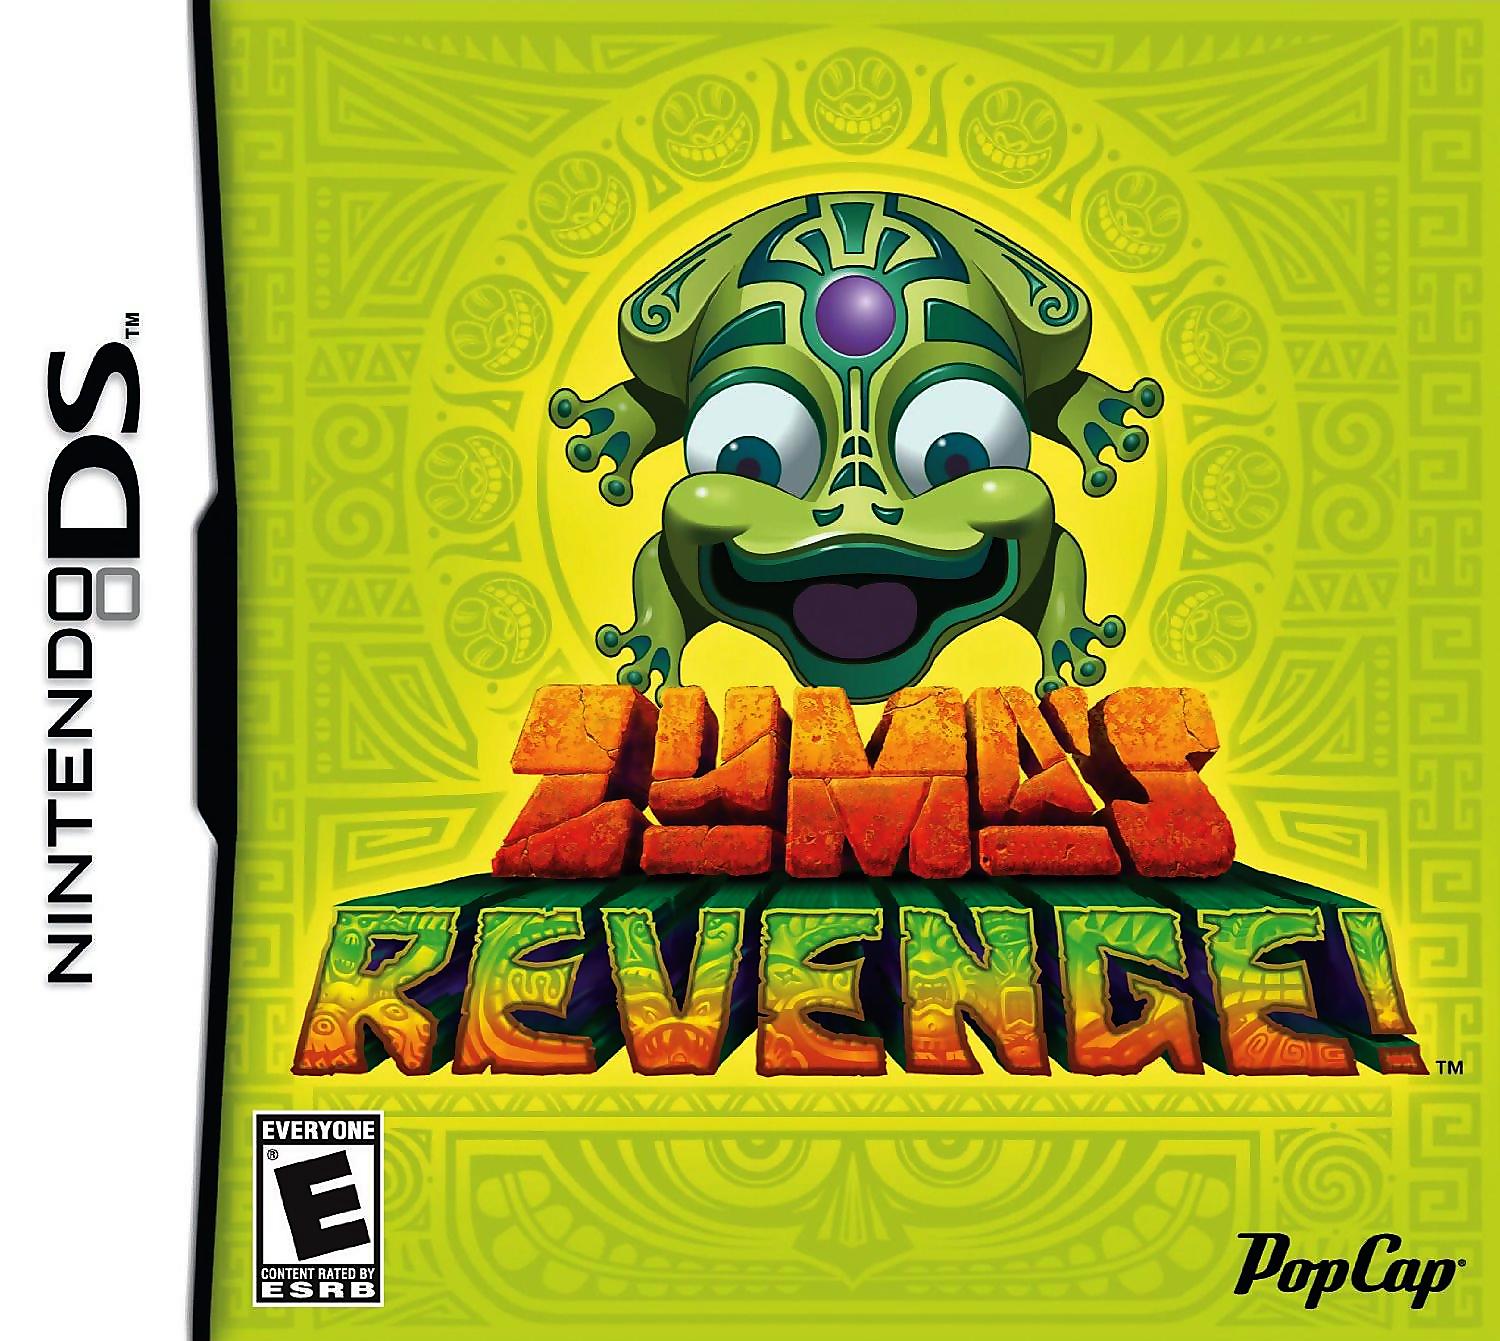 NINTENDO DS™
ZUMA'S
REVENGE!™
EVERYONE
®
E
CONTENT RATED BY
ESRB
PopCap®